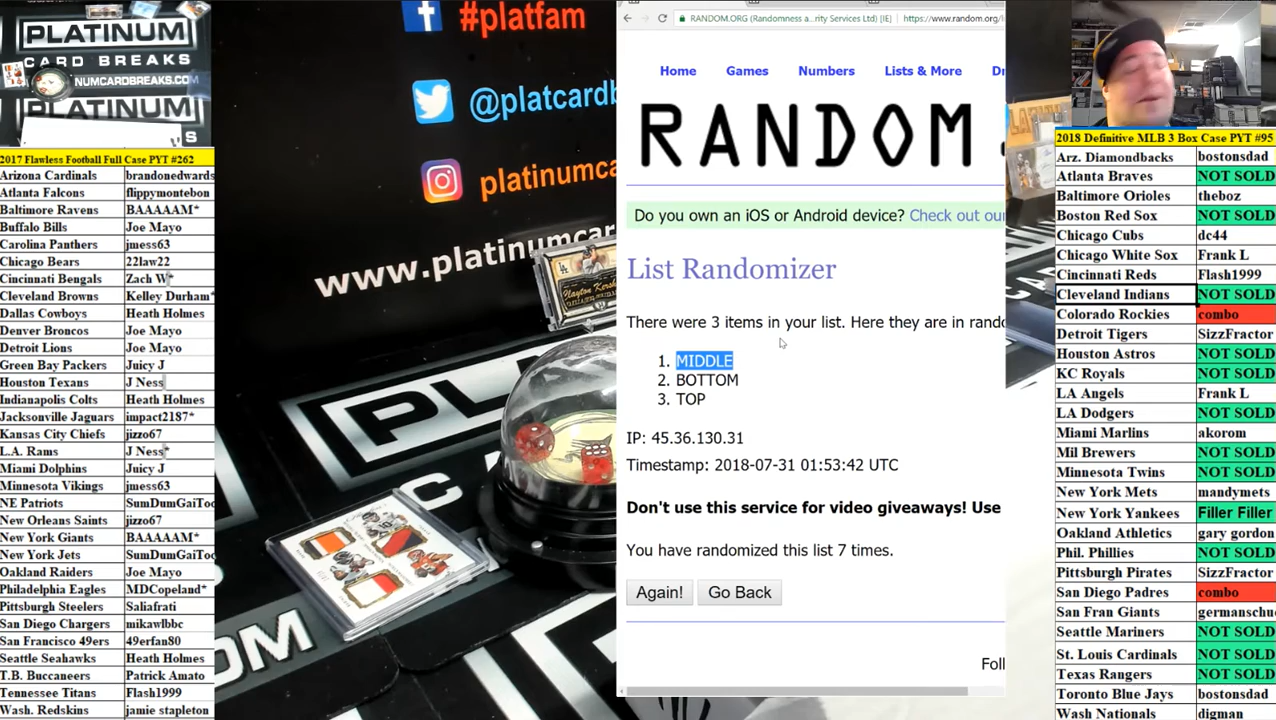 PLATINUM
CARD BREAKS
NUMCARDBREAKS.COM
PLATINUM
2017 Flawless Football Full Case PYT #262
Arizona Cardinals brandonedwards
Atlanta Falcons flippymontebon
Baltimore Ravens BAAAAAM*
Buffalo Bills Joe Mayo
Carolina Panthers jmess63
Chicago Bears 22law22
Cincinnati Bengals Zach W*
Cleveland Browns Kelley Durham*
Dallas Cowboys Heath Holmes
Denver Broncos Joe Mayo
Detroit Lions Joe Mayo
Green Bay Packers Juicy J
Houston Texans J Ness
Indianapolis Colts Heath Holmes
Jacksonville Jaguars impact2187*
Kansas City Chiefs jizzo67
L.A. Rams J Ness*
Miami Dolphins Juicy J
Minnesota Vikings jmess63
NE Patriots SumDumGaiToo
New Orleans Saints jizzo67
New York Giants BAAAAAM*
New York Jets SumDumGaiToo
Oakland Raiders Joe Mayo
Philadelphia Eagles MDCopeland*
Pittsburgh Steelers Saliafrati
San Diego Chargers mikawlbbc
San Francisco 49ers 49erfan80
Seattle Seahawks Heath Holmes
T.B. Buccaneers Patrick Amato
Tennessee Titans Flash1999
Wash. Redskins jamie stapleton
#platfam
@platcardb
platinumca
www.platinumcar
PLA
RANDOM.ORG (Randomness a...rity Services Ltd) [IE] https://www.random.org/l
Home Games Numbers Lists & More Dr
RANDOM.
Do you own an iOS or Android device? Check out our
List Randomizer
There were 3 items in your list. Here they are in rando
1. MIDDLE
2. BOTTOM
3. TOP
IP: 45.36.130.31
Timestamp: 2018-07-31 01:53:42 UTC
Don't use this service for video giveaways! Use
You have randomized this list 7 times.
Again! Go Back
Foll
2018 Definitive MLB 3 Box Case PYT #95
Arz. Diamondbacks bostonsdad
Atlanta Braves NOT SOLD
Baltimore Orioles theboz
Boston Red Sox NOT SOLD
Chicago Cubs dc44
Chicago White Sox Frank L
Cincinnati Reds Flash1999
Cleveland Indians NOT SOLD
Colorado Rockies combo
Detroit Tigers SizzFractor
Houston Astros NOT SOLD
KC Royals NOT SOLD
LA Angels Frank L
LA Dodgers NOT SOLD
Miami Marlins akorom
Mil Brewers NOT SOLD
Minnesota Twins NOT SOLD
New York Mets mandymets
New York Yankees Filler Filler
Oakland Athletics gary gordon
Phil. Phillies NOT SOLD
Pittsburgh Pirates SizzFractor
San Diego Padres combo
San Fran Giants germanschu
Seattle Mariners NOT SOLD
St. Louis Cardinals NOT SOLD
Texas Rangers NOT SOLD
Toronto Blue Jays bostonsdad
Wash Nationals digman